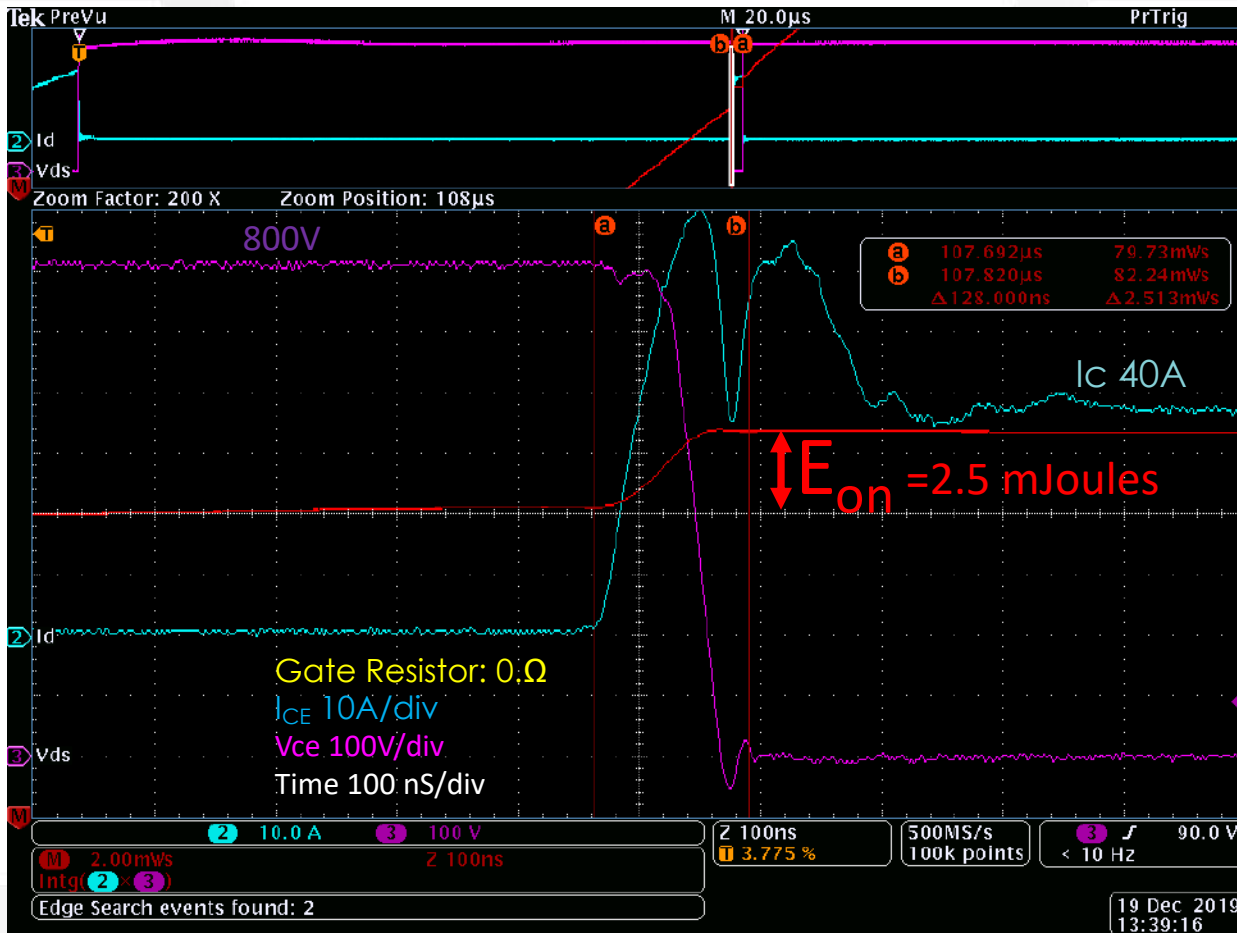 Tek PreVu M 20.0µs PrTrig
T
b a
2 Id
3 Vds
M
Zoom Factor: 200 X Zoom Position: 108µs
T
a b
800V
a 107.692µs 79.73mWs
b 107.820µs 82.24mWs
Δ128.000ns Δ2.513mWs
Ic 40A
Eon =2.5 mJoules
2 Id
Gate Resistor: 0.Ω
ICE 10A/div
Vce 100V/div
3 Vds
Time 100 nS/div
M
2 10.0 A 3 100 V
M 2.00mWs Z 100ns
Intg(2×3)
Z 100ns
T 3.775 %
500MS/s
100k points
3 90.0 V
< 10 Hz
Edge Search events found: 2
19 Dec 2019
13:39:16